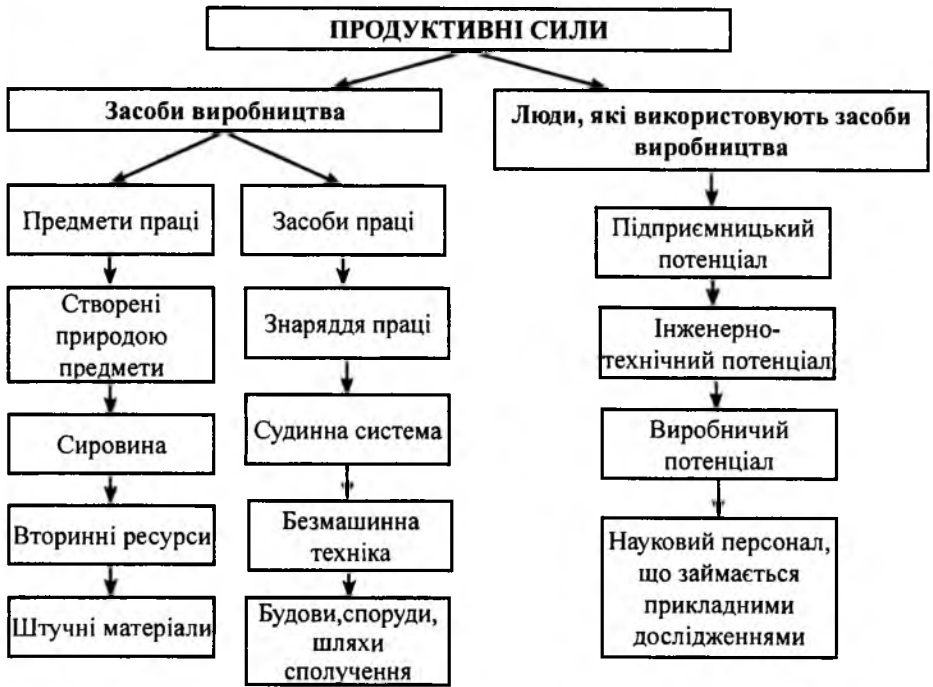 ПРОДУКТИВНІ СИЛИ
Засоби виробництва
Люди, які використовують засоби
виробництва
Предмети праці
Засоби праці
Підприємницький
потенціал
Створені
природою
предмети
Знаряддя праці
Інженерно-
технічний потенціал
Сировина
Судинна система
Виробничий
потенціал
Вторинні ресурси
Безмашинна
техніка
Науковий персонал,
що займається
прикладними
дослідженнями
Штучні матеріали
Будови,споруди,
шляхи
сполучення